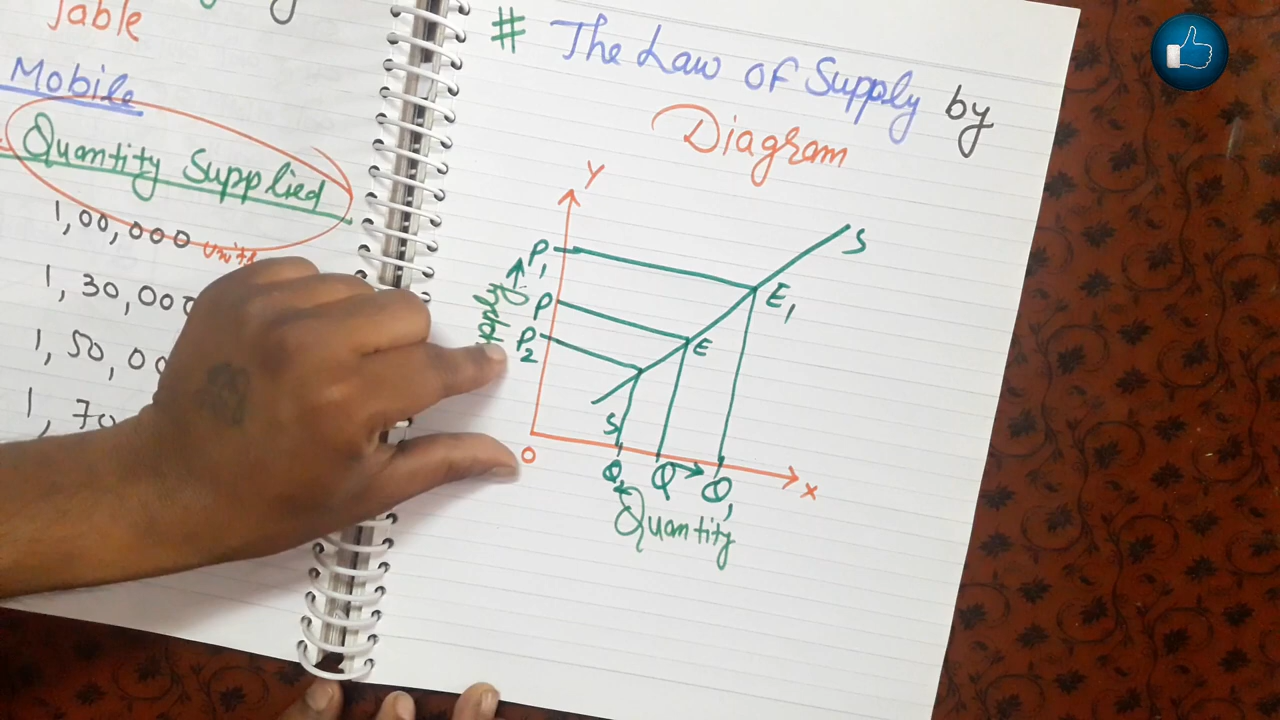 Table
Mobile
Quantity Supplied
1,00,000 units
1,30,000
1,50,00
1,70
# The Law of Supply by
Diagram
Y
S
P1
E1
P
E
P2
S
O
X
Q2 Q → Q1
Quantity